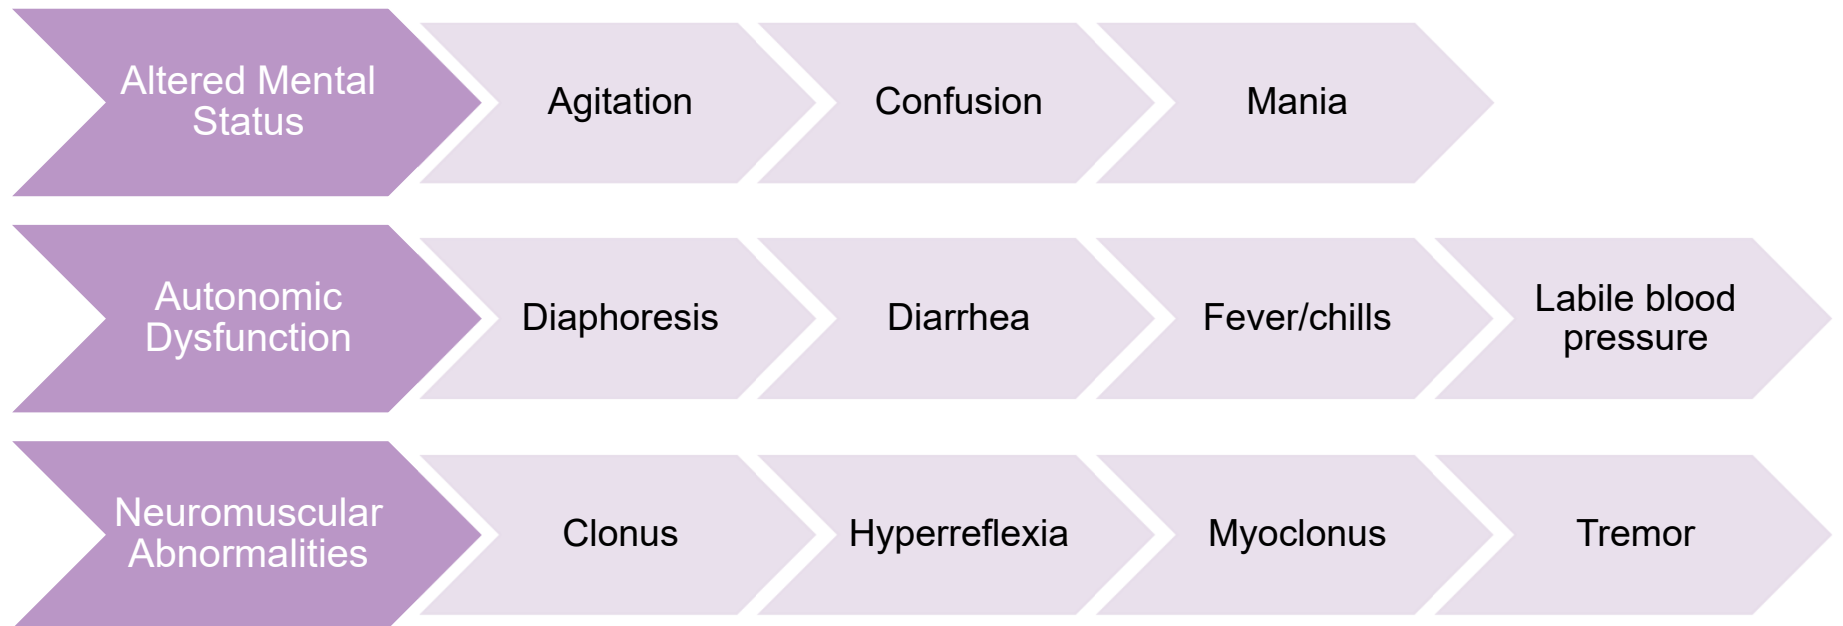 Altered Mental
Status
Agitation
Confusion
Mania
Autonomic
Dysfunction
Diaphoresis
Diarrhea
Fever/chills
Labile blood
pressure
Neuromuscular
Abnormalities
Clonus
Hyperreflexia
Myoclonus
Tremor